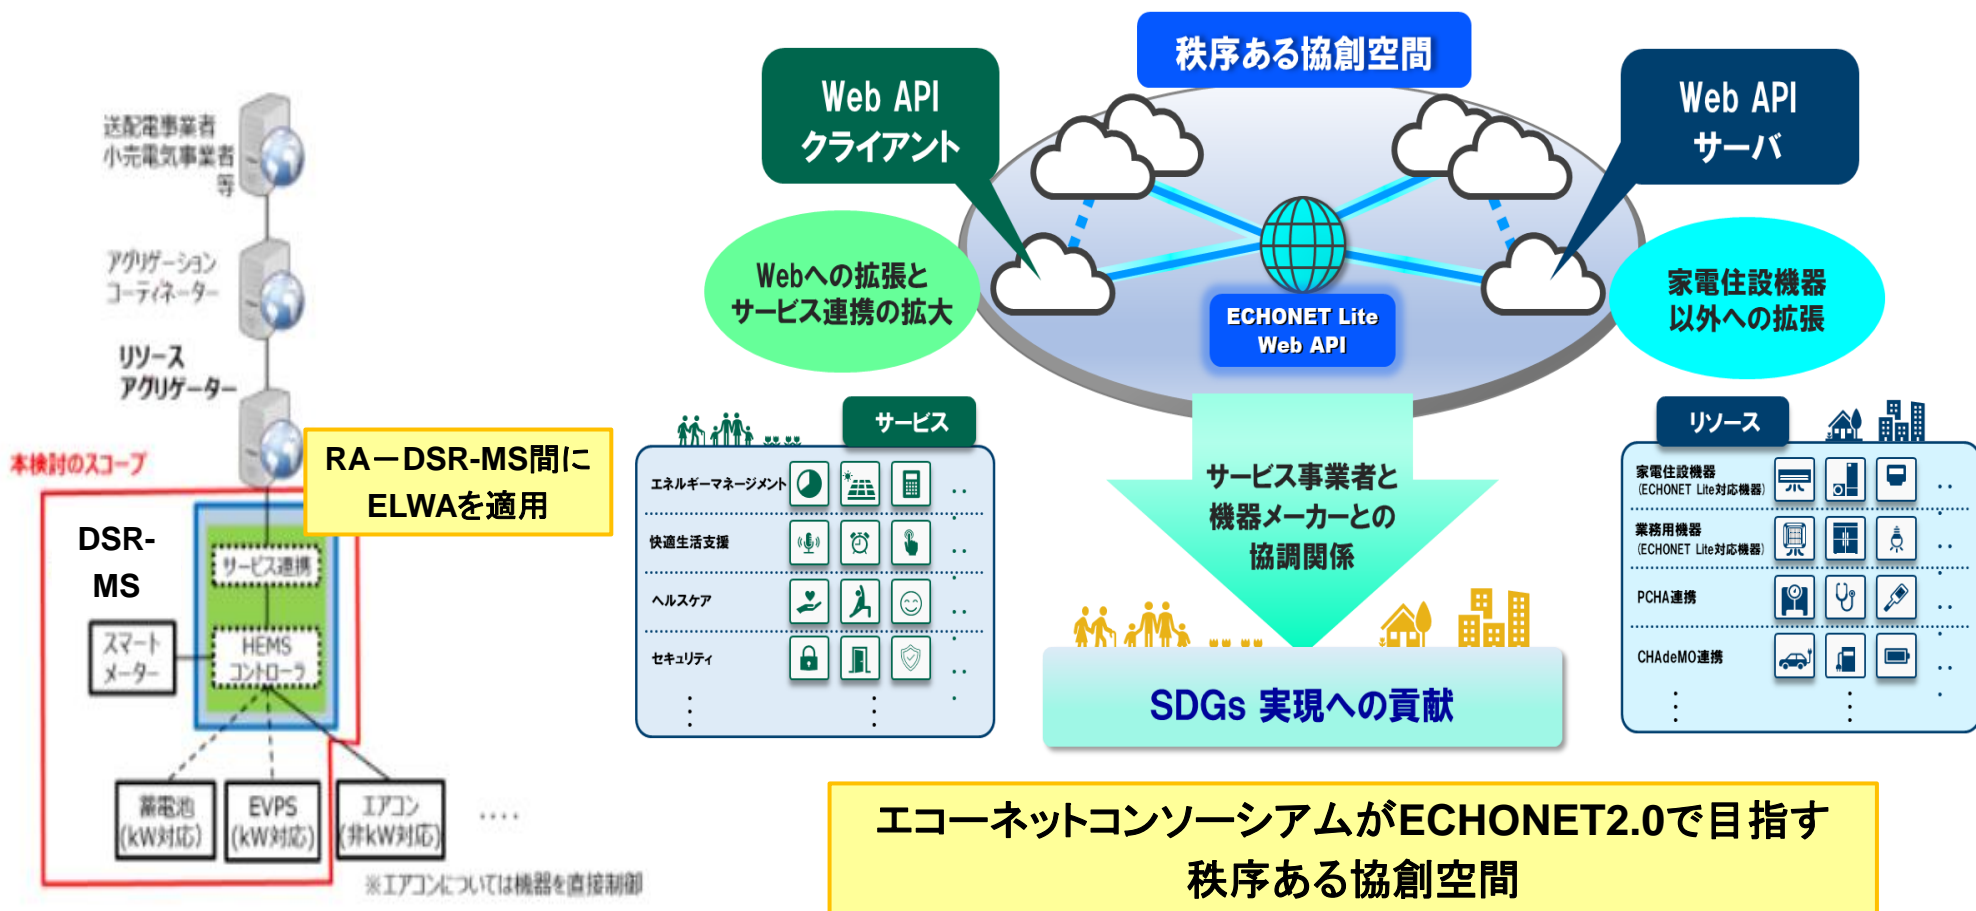 送配電事業者
小売電気事業者
等
アグリゲーション
コーディネーター
リソース
アグリゲーター
本検討のスコープ
RA－DSR-MS間に
ELWAを適用
DSR-
MS
サービス連携
スマート
メーター
HEMS
コントローラ
蓄電池
(kW対応)
EVPS
(kW対応)
エアコン
(非kW対応)
‥‥
※エアコンについては機器を直接制御
秩序ある協創空間
Web API
クライアント
Web API
サーバ
Webへの拡張と
サービス連携の拡大
ECHONET Lite
Web API
家電住設機器
以外への拡張
サービス
エネルギーマネージメント
快適生活支援
ヘルスケア
セキュリティ
サービス事業者と
機器メーカーとの
協調関係
SDGs 実現への貢献
リソース
家電住設機器
(ECHONET Lite対応機器)
業務用機器
(ECHONET Lite対応機器)
PCHA連携
CHAdeMO連携
エコーネットコンソーシアムがECHONET2.0で目指す
秩序ある協創空間